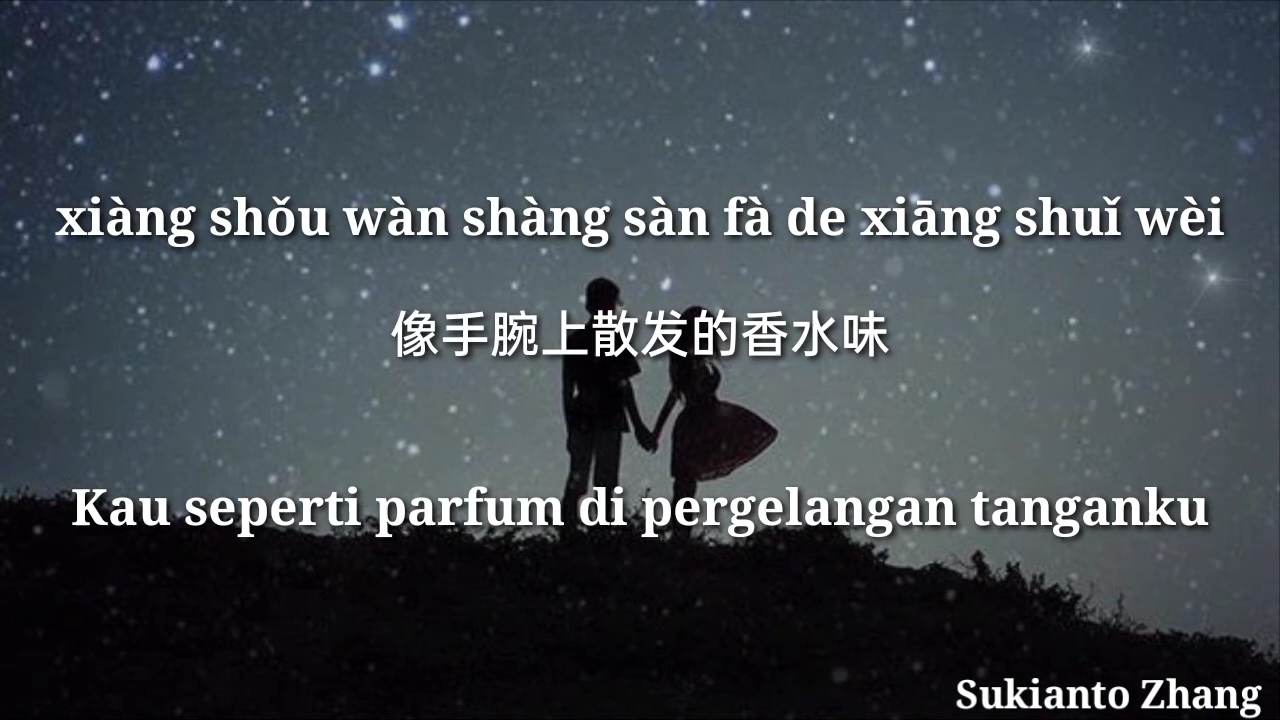 xiàng shǒu wàn shàng sàn fà de xiāng shuǐ wèi
像手腕上散发的香水味
Kau seperti parfum di pergelangan tanganku
Sukianto Zhang